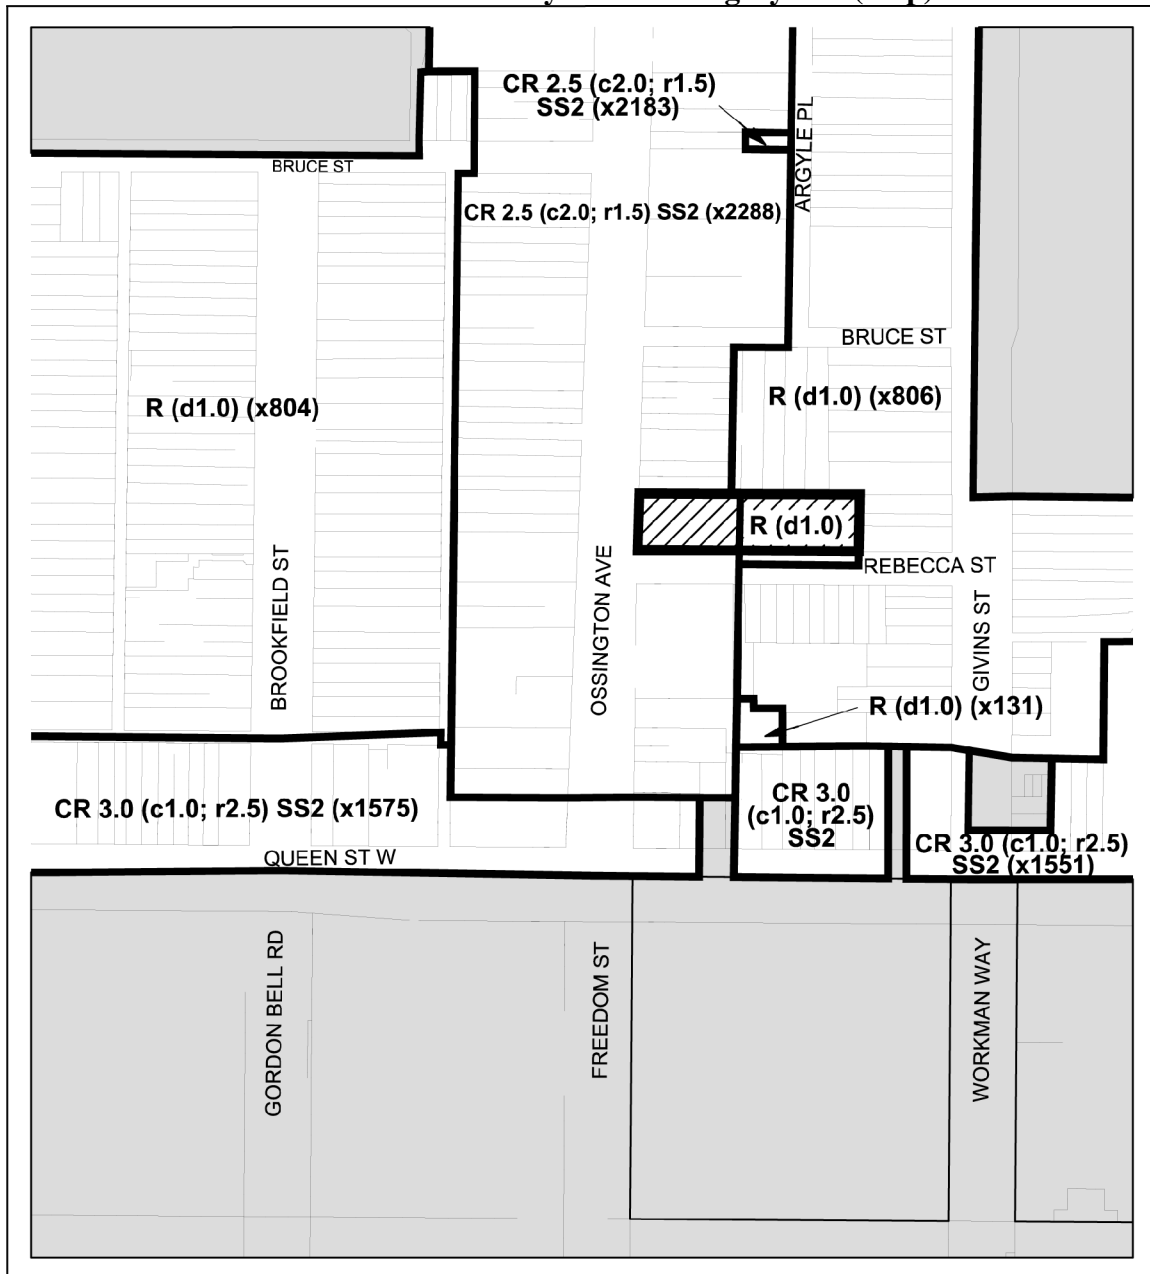 CR 2.5 (c2.0; r1.5)
SS2 (x2183)
ARGYLE PL
BRUCE ST
CR 2.5 (c2.0; r1.5) SS2 (x2288)
BRUCE ST
R (d1.0) (x804)
R (d1.0) (x806)
R (d1.0)
REBECCA ST
BROOKFIELD ST
OSSINGTON AVE
GIVINS ST
R (d1.0) (x131)
CR 3.0 (c1.0; r2.5) SS2 (x1575)
CR 3.0
(c1.0; r2.5)
SS2
CR 3.0 (c1.0; r2.5)
SS2 (x1551)
QUEEN ST W
GORDON BELL RD
FREEDOM ST
WORKMAN WAY